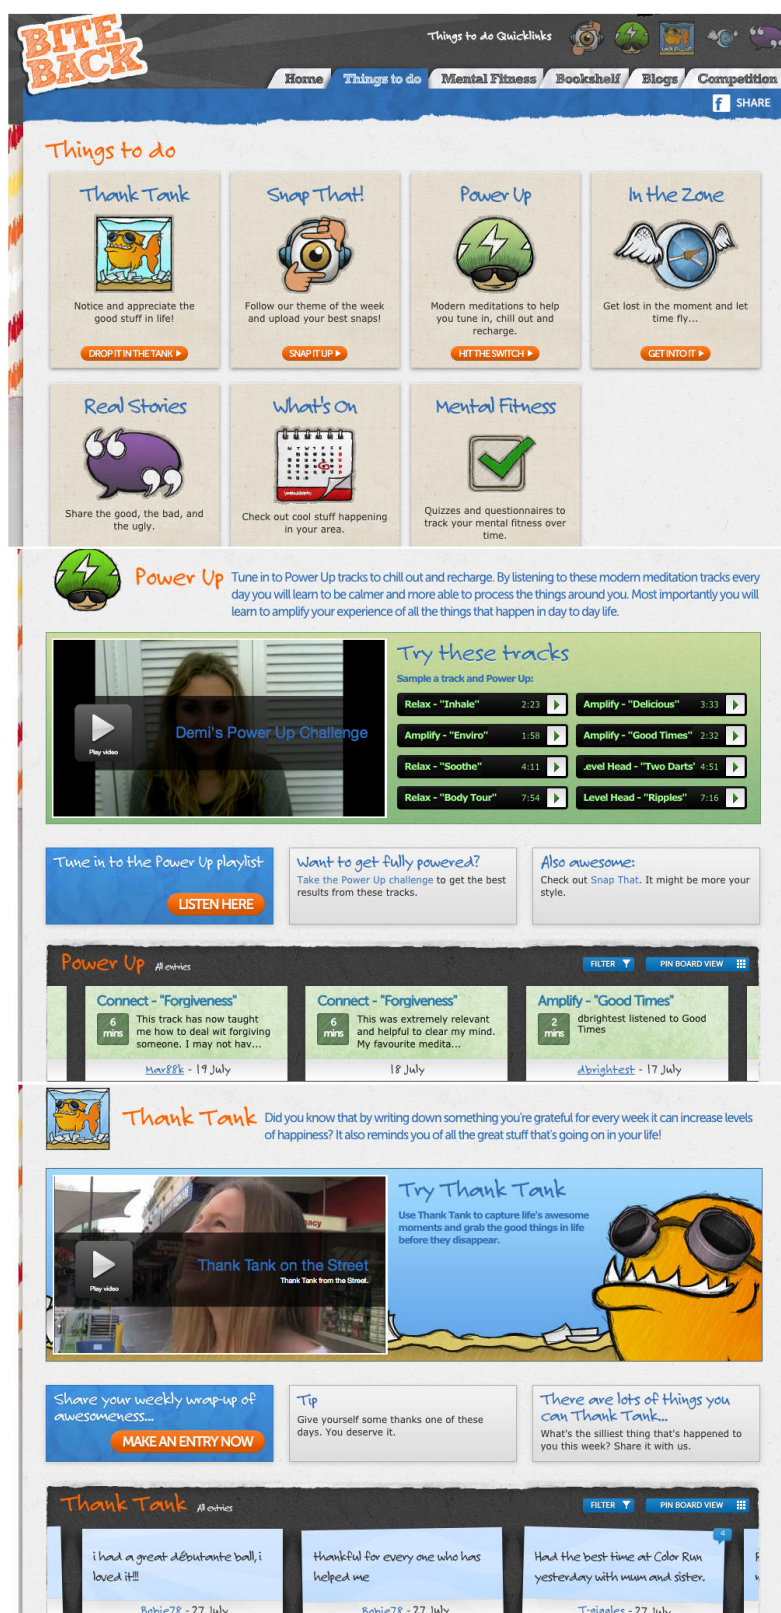 BITE
BACK
Things to do Quicklinks
Home
Things to do
Mental Fitness
Bookshelf
Blogs
Competition
f SHARE
Things to do
Thank Tank
Notice and appreciate the
good stuff in life!
DROP IT IN THE TANK
Snap That!
Follow our theme of the week
and upload your best snaps!
SNAP IT UP
Power Up
Modern meditations to help
you tune in, chill out and
recharge.
HIT THE SWITCH
In the Zone
Get lost in the moment and let
time fly...
GET INTO IT
Real Stories
Share the good, the bad, and
the ugly.
What's On
Check out cool stuff happening
in your area.
Mental Fitness
Quizzes and questionnaires to
track your mental fitness over
time.
Power Up
Tune in to Power Up tracks to chill out and recharge. By listening to these modern meditation tracks every
day you will learn to be calmer and more able to process the things around you. Most importantly you will
learn to amplify your experience of all the things that happen in day to day life.
Play video
Demi's Power Up Challenge
Try these tracks
Sample a track and Power Up:
Relax - "Inhale" 2:23
Amplify - "Delicious" 3:33
Amplify - "Enviro" 1:58
Amplify - "Good Times" 2:32
Relax - "Soothe" 4:11
.evel Head - "Two Darts' 4:51
Relax - "Body Tour" 7:54
Level Head - "Ripples" 7:16
Tune in to the Power Up playlist
LISTEN HERE
Want to get fully powered?
Take the Power Up challenge to get the best
results from these tracks.
Also awesome:
Check out Snap That. It might be more your
style.
Power Up All entries
FILTER
PIN BOARD VIEW
Connect - "Forgiveness"
6
mins
This track has now taught
me how to deal wit forgiving
someone. I may not hav...
Mar88k - 19 July
Connect - "Forgiveness"
6
mins
This was extremely relevant
and helpful to clear my mind.
My favourite medita...
18 July
Amplify - "Good Times"
2
mins
dbrightest listened to Good
Times
dbrightest - 17 July
Thank Tank
Did you know that by writing down something you're grateful for every week it can increase levels
of happiness? It also reminds you of all the great stuff that's going on in your life!
Play video
Thank Tank on the Street
Thank Tank from the Street.
Try Thank Tank
Use Thank Tank to capture life's awesome
moments and grab the good things in life
before they disappear.
Share your weekly wrap-up of
awesomeness...
MAKE AN ENTRY NOW
Tip
Give yourself some thanks one of these
days. You deserve it.
There are lots of things you
can Thank Tank...
What's the silliest thing that's happened to
you this week? Share it with us.
Thank Tank All entries
FILTER
PIN BOARD VIEW
i had a great débutante ball, i
loved it!!!
Bobie78 - 27 July
thankful for every one who has
helped me
Bobie78 - 27 July
4
Had the best time at Color Run
yesterday with mum and sister.
T-giggles - 27 July